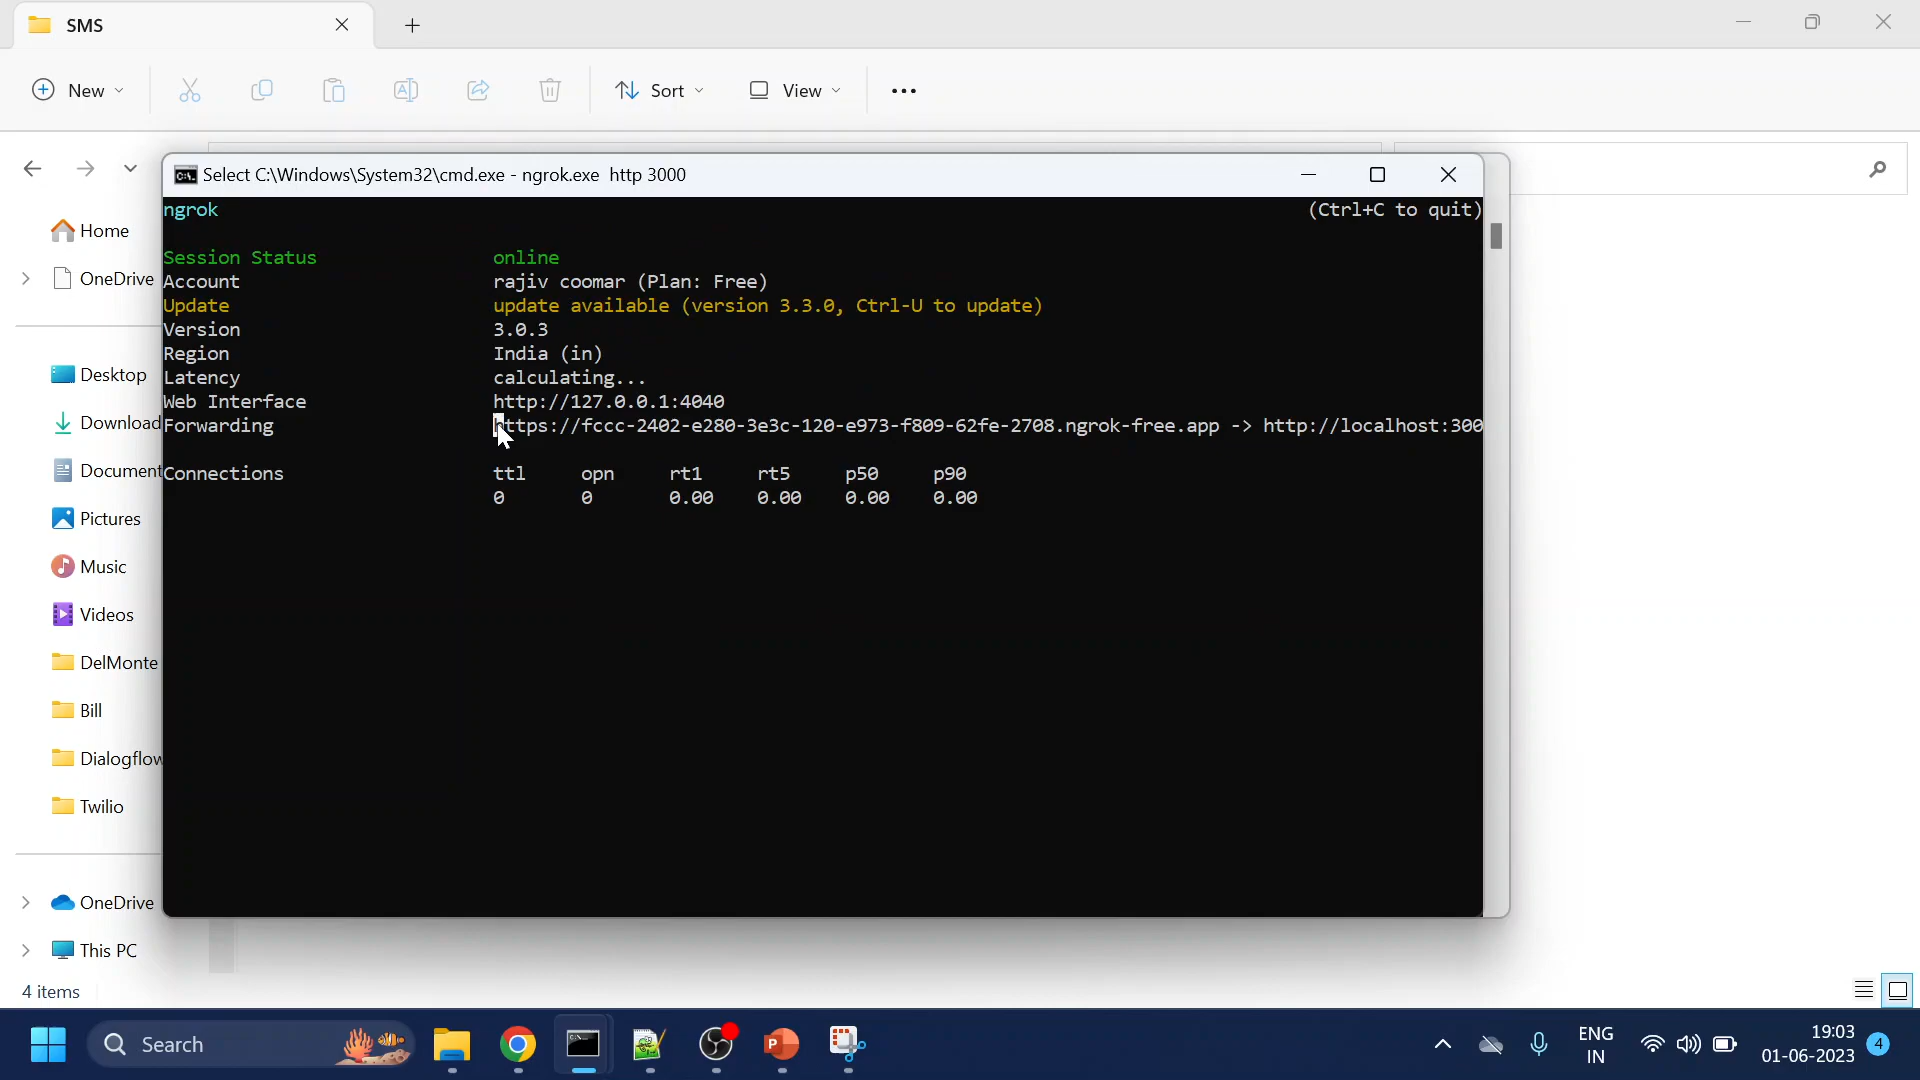 SMS
New
Sort
View
Select C:\Windows\System32\cmd.exe - ngrok.exe  http 3000
ngrok (Ctrl+C to quit)
Session Status online
Account rajiv coomar (Plan: Free)
Update update available (version 3.3.0, Ctrl-U to update)
Version 3.0.3
Region India (in)
Latency calculating...
Web Interface http://127.0.0.1:4040
Forwarding https://fccc-2402-e280-3e3c-120-e973-f809-62fe-2708.ngrok-free.app -> http://localhost:300
Connections ttl opn rt1 rt5 p50 p90
0 0 0.00 0.00 0.00 0.00
Home
OneDrive
Desktop
Download
Document
Pictures
Music
Videos
DelMonte
Bill
Dialogflow
Twilio
OneDrive
This PC
4 items
Search
ENG
IN
19:03
01-06-2023
4